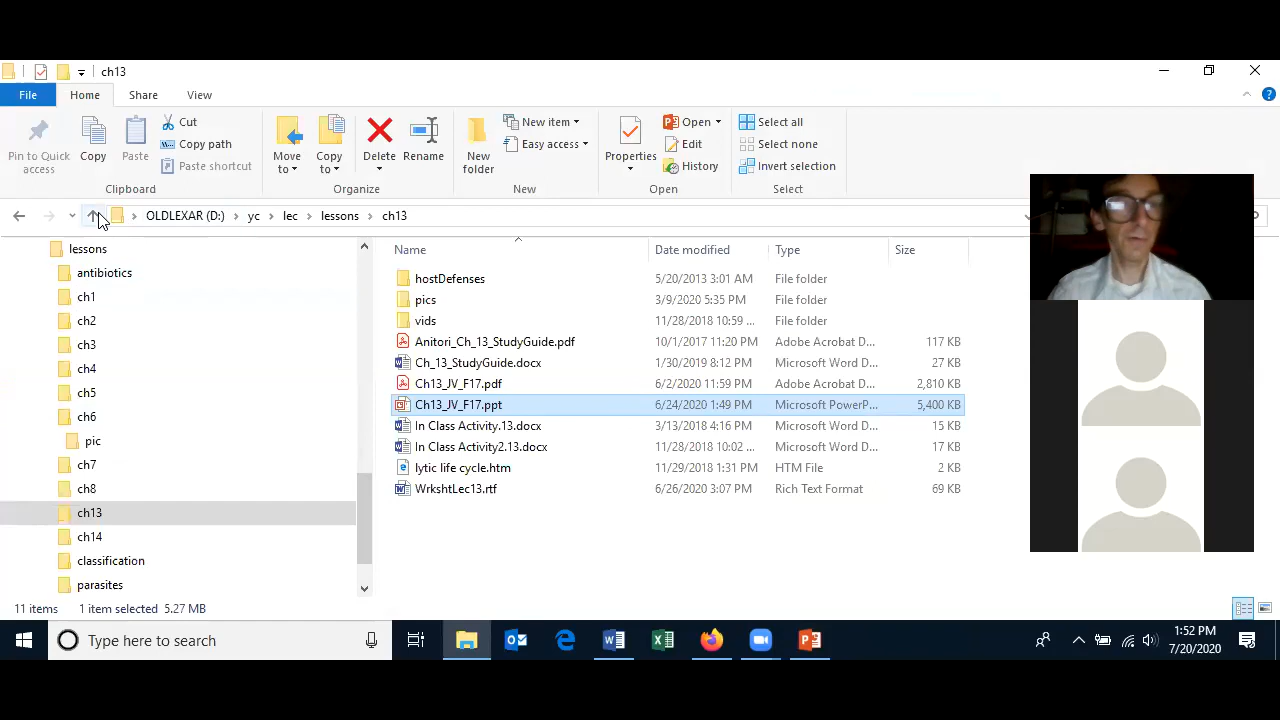 ch13
File Home Share View
Pin to Quick access
Copy
Paste
Cut
Copy path
Paste shortcut
Clipboard
Move to
Copy to
Delete
Rename
Organize
New folder
New item
Easy access
New
Properties
Open
Edit
History
Open
Select all
Select none
Invert selection
Select
OLDLEXAR (D:) yc lec lessons ch13
lessons
antibiotics
ch1
ch2
ch3
ch4
ch5
ch6
pic
ch7
ch8
ch13
ch14
classification
parasites
Name Date modified Type Size
hostDefenses 5/20/2013 3:01 AM File folder
pics 3/9/2020 5:35 PM File folder
vids 11/28/2018 10:59 ... File folder
Anitori_Ch_13_StudyGuide.pdf 10/1/2017 11:20 PM Adobe Acrobat D... 117 KB
Ch_13_StudyGuide.docx 1/30/2019 8:12 PM Microsoft Word D... 27 KB
Ch13_JV_F17.pdf 6/2/2020 11:59 PM Adobe Acrobat D... 2,810 KB
Ch13_JV_F17.ppt 6/24/2020 1:49 PM Microsoft PowerP... 5,400 KB
In Class Activity.13.docx 3/13/2018 4:16 PM Microsoft Word D... 15 KB
In Class Activity2.13.docx 11/28/2018 10:02 ... Microsoft Word D... 17 KB
lytic life cycle.htm 11/29/2018 1:31 PM HTM File 2 KB
WrkshtLec13.rtf 6/26/2020 3:07 PM Rich Text Format 69 KB
11 items 1 item selected 5.27 MB
Type here to search
1:52 PM
7/20/2020